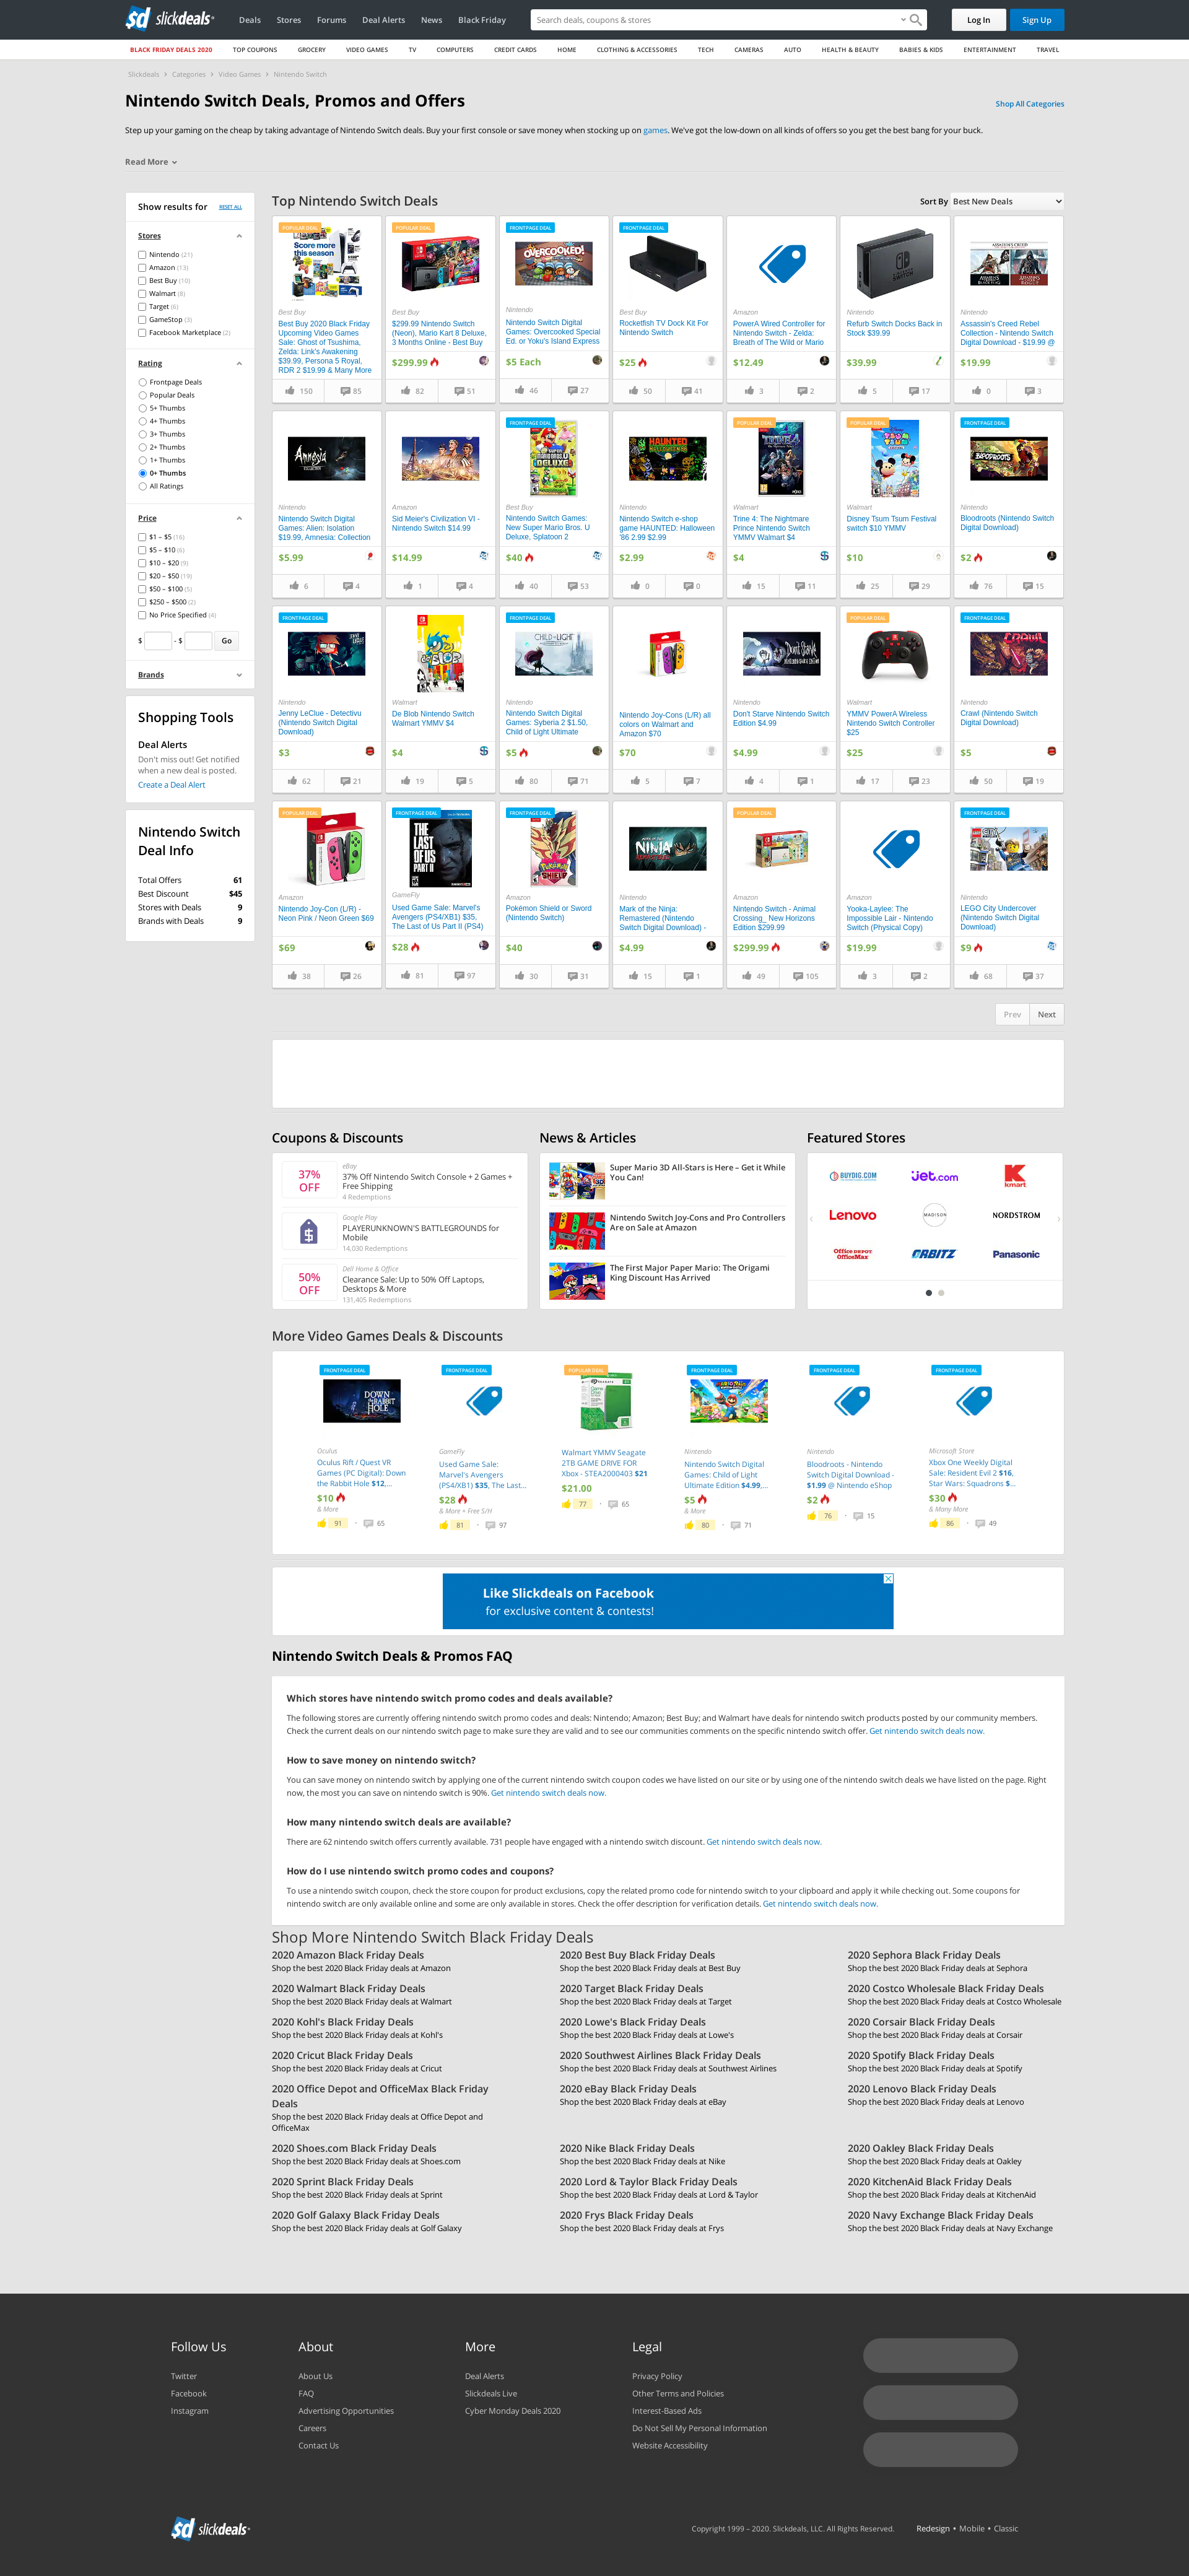 slickdeals
Deals
Stores
Forums
Deal Alerts
News
Black Friday
Search deals, coupons & stores
Log In
Sign Up
BLACK FRIDAY DEALS 2020
TOP COUPONS
GROCERY
VIDEO GAMES
TV
COMPUTERS
CREDIT CARDS
HOME
CLOTHING & ACCESSORIES
TECH
CAMERAS
AUTO
HEALTH & BEAUTY
BABIES & KIDS
ENTERTAINMENT
TRAVEL
Slickdeals › Categories › Video Games › Nintendo Switch
Nintendo Switch Deals, Promos and Offers
Shop All Categories
Step up your gaming on the cheap by taking advantage of Nintendo Switch deals. Buy your first console or save money when stocking up on games. We've got the low-down on all kinds of offers so you get the best bang for your buck.
Read More
Show results for
RESET ALL
Stores
Nintendo (21)
Amazon (13)
Best Buy (10)
Walmart (8)
Target (6)
GameStop (3)
Facebook Marketplace (2)
Rating
Frontpage Deals
Popular Deals
5+ Thumbs
4+ Thumbs
3+ Thumbs
2+ Thumbs
1+ Thumbs
0+ Thumbs
All Ratings
Price
$1 – $5 (16)
$5 – $10 (6)
$10 – $20 (9)
$20 – $50 (19)
$50 – $100 (5)
$250 – $500 (2)
No Price Specified (4)
$ - $ Go
Brands
Shopping Tools
Deal Alerts
Don't miss out! Get notified
when a new deal is posted.
Create a Deal Alert
Nintendo Switch
Deal Info
Total Offers 61
Best Discount $45
Stores with Deals 9
Brands with Deals 9
Top Nintendo Switch Deals
Sort By Best New Deals
POPULAR DEAL
Score more
this season
Best Buy
Best Buy 2020 Black Friday
Upcoming Video Games
Sale: Ghost of Tsushima,
Zelda: Link's Awakening
$39.99, Persona 5 Royal,
RDR 2 $19.99 & Many More
150 85
POPULAR DEAL
Best Buy
$299.99 Nintendo Switch
(Neon), Mario Kart 8 Deluxe,
3 Months Online - Best Buy
$299.99
82 51
FRONTPAGE DEAL
OVERCOOKED!
Nintendo
Nintendo Switch Digital
Games: Overcooked Special
Ed. or Yoku's Island Express
$5 Each
46 27
FRONTPAGE DEAL
Best Buy
Rocketfish TV Dock Kit For
Nintendo Switch
$25
50 41
Amazon
PowerA Wired Controller for
Nintendo Switch - Zelda:
Breath of The Wild or Mario
$12.49
3 2
Nintendo
Refurb Switch Docks Back in
Stock $39.99
$39.99
5 17
ASSASSIN'S CREED
Nintendo
Assassin's Creed Rebel
Collection - Nintendo Switch
Digital Download - $19.99 @
$19.99
0 3
Amnesia
Nintendo
Nintendo Switch Digital
Games: Alien: Isolation
$19.99, Amnesia: Collection
$5.99
6 4
Amazon
Sid Meier's Civilization VI -
Nintendo Switch $14.99
$14.99
1 4
FRONTPAGE DEAL
DELUXE
Best Buy
Nintendo Switch Games:
New Super Mario Bros. U
Deluxe, Splatoon 2
$40
40 53
HAUNTED
Nintendo
Nintendo Switch e-shop
game HAUNTED: Halloween
'86 2.99 $2.99
$2.99
0 0
POPULAR DEAL
TRINE 4
Walmart
Trine 4: The Nightmare
Prince Nintendo Switch
YMMV Walmart $4
$4
15 11
POPULAR DEAL
Walmart
Disney Tsum Tsum Festival
switch $10 YMMV
$10
25 29
FRONTPAGE DEAL
BLOODROOTS
Nintendo
Bloodroots (Nintendo Switch
Digital Download)
$2
76 15
FRONTPAGE DEAL
Nintendo
Jenny LeClue - Detectivu
(Nintendo Switch Digital
Download)
$3
62 21
Walmart
De Blob Nintendo Switch
Walmart YMMV $4
$4
19 5
FRONTPAGE DEAL
CHILD of LIGHT
Nintendo
Nintendo Switch Digital
Games: Syberia 2 $1.50,
Child of Light Ultimate
$5
80 71
Nintendo Joy-Cons (L/R) all
colors on Walmart and
Amazon $70
$70
5 7
Don't Starve
Nintendo
Don't Starve Nintendo Switch
Edition $4.99
$4.99
4 1
POPULAR DEAL
Walmart
YMMV PowerA Wireless
Nintendo Switch Controller
$25
$25
17 23
FRONTPAGE DEAL
CRAWL
Nintendo
Crawl (Nintendo Switch
Digital Download)
$5
50 19
POPULAR DEAL
Amazon
Nintendo Joy-Con (L/R) -
Neon Pink / Neon Green $69
$69
38 26
FRONTPAGE DEAL
THE
LAST
OF US
PART II
GameFly
Used Game Sale: Marvel's
Avengers (PS4/XB1) $35,
The Last of Us Part II (PS4)
$28
81 97
FRONTPAGE DEAL
Amazon
Pokémon Shield or Sword
(Nintendo Switch)
$40
30 31
NINJA
Nintendo
Mark of the Ninja:
Remastered (Nintendo
Switch Digital Download) -
$4.99
15 1
POPULAR DEAL
Amazon
Nintendo Switch - Animal
Crossing_ New Horizons
Edition $299.99
$299.99
49 105
Amazon
Yooka-Laylee: The
Impossible Lair - Nintendo
Switch (Physical Copy)
$19.99
3 2
FRONTPAGE DEAL
Nintendo
LEGO City Undercover
(Nintendo Switch Digital
Download)
$9
68 37
Prev Next
Coupons & Discounts
37%
OFF
eBay
37% Off Nintendo Switch Console + 2 Games +
Free Shipping
4 Redemptions
Google Play
PLAYERUNKNOWN'S BATTLEGROUNDS for
Mobile
14,030 Redemptions
50%
OFF
Dell Home & Office
Clearance Sale: Up to 50% Off Laptops,
Desktops & More
131,405 Redemptions
News & Articles
Super Mario 3D All-Stars is Here – Get it While
You Can!
Nintendo Switch Joy-Cons and Pro Controllers
Are on Sale at Amazon
The First Major Paper Mario: The Origami
King Discount Has Arrived
Featured Stores
BUYDIG.COM
jet.com
kmart
Lenovo
MADISON
NORDSTROM
Office DEPOT
OfficeMax
ORBITZ
Panasonic
More Video Games Deals & Discounts
FRONTPAGE DEAL
DOWN
THE RABBIT
HOLE
Oculus
Oculus Rift / Quest VR
Games (PC Digital): Down
the Rabbit Hole $12,...
$10
& More
91 • 65
FRONTPAGE DEAL
GameFly
Used Game Sale:
Marvel's Avengers
(PS4/XB1) $35, The Last...
$28
& More + Free S/H
81 • 97
POPULAR DEAL
Walmart YMMV Seagate
2TB GAME DRIVE FOR
Xbox - STEA2000403 $21
$21.00
77 • 65
FRONTPAGE DEAL
Nintendo
Nintendo Switch Digital
Games: Child of Light
Ultimate Edition $4.99,...
$5
& More
80 • 71
FRONTPAGE DEAL
Nintendo
Bloodroots - Nintendo
Switch Digital Download -
$1.99 @ Nintendo eShop
$2
76 • 15
FRONTPAGE DEAL
Microsoft Store
Xbox One Weekly Digital
Sale: Resident Evil 2 $16,
Star Wars: Squadrons $...
$30
& Many More
86 • 49
Like Slickdeals on Facebook
for exclusive content & contests!
Nintendo Switch Deals & Promos FAQ
Which stores have nintendo switch promo codes and deals available?
The following stores are currently offering nintendo switch promo codes and deals: Nintendo; Amazon; Best Buy; and Walmart have deals for nintendo switch products posted by our community members.
Check the current deals on our nintendo switch page to make sure they are valid and to see our communities comments on the specific nintendo switch offer. Get nintendo switch deals now.
How to save money on nintendo switch?
You can save money on nintendo switch by applying one of the current nintendo switch coupon codes we have listed on our site or by using one of the nintendo switch deals we have listed on the page. Right
now, the most you can save on nintendo switch is 90%. Get nintendo switch deals now.
How many nintendo switch deals are available?
There are 62 nintendo switch offers currently available. 731 people have engaged with a nintendo switch discount. Get nintendo switch deals now.
How do I use nintendo switch promo codes and coupons?
To use a nintendo switch coupon, check the store coupon for product exclusions, copy the related promo code for nintendo switch to your clipboard and apply it while checking out. Some coupons for
nintendo switch are only available online and some are only available in stores. Check the offer description for verification details. Get nintendo switch deals now.
Shop More Nintendo Switch Black Friday Deals
2020 Amazon Black Friday Deals
Shop the best 2020 Black Friday deals at Amazon
2020 Best Buy Black Friday Deals
Shop the best 2020 Black Friday deals at Best Buy
2020 Sephora Black Friday Deals
Shop the best 2020 Black Friday deals at Sephora
2020 Walmart Black Friday Deals
Shop the best 2020 Black Friday deals at Walmart
2020 Target Black Friday Deals
Shop the best 2020 Black Friday deals at Target
2020 Costco Wholesale Black Friday Deals
Shop the best 2020 Black Friday deals at Costco Wholesale
2020 Kohl's Black Friday Deals
Shop the best 2020 Black Friday deals at Kohl's
2020 Lowe's Black Friday Deals
Shop the best 2020 Black Friday deals at Lowe's
2020 Corsair Black Friday Deals
Shop the best 2020 Black Friday deals at Corsair
2020 Cricut Black Friday Deals
Shop the best 2020 Black Friday deals at Cricut
2020 Southwest Airlines Black Friday Deals
Shop the best 2020 Black Friday deals at Southwest Airlines
2020 Spotify Black Friday Deals
Shop the best 2020 Black Friday deals at Spotify
2020 Office Depot and OfficeMax Black Friday
Deals
Shop the best 2020 Black Friday deals at Office Depot and
OfficeMax
2020 eBay Black Friday Deals
Shop the best 2020 Black Friday deals at eBay
2020 Lenovo Black Friday Deals
Shop the best 2020 Black Friday deals at Lenovo
2020 Shoes.com Black Friday Deals
Shop the best 2020 Black Friday deals at Shoes.com
2020 Nike Black Friday Deals
Shop the best 2020 Black Friday deals at Nike
2020 Oakley Black Friday Deals
Shop the best 2020 Black Friday deals at Oakley
2020 Sprint Black Friday Deals
Shop the best 2020 Black Friday deals at Sprint
2020 Lord & Taylor Black Friday Deals
Shop the best 2020 Black Friday deals at Lord & Taylor
2020 KitchenAid Black Friday Deals
Shop the best 2020 Black Friday deals at KitchenAid
2020 Golf Galaxy Black Friday Deals
Shop the best 2020 Black Friday deals at Golf Galaxy
2020 Frys Black Friday Deals
Shop the best 2020 Black Friday deals at Frys
2020 Navy Exchange Black Friday Deals
Shop the best 2020 Black Friday deals at Navy Exchange
Follow Us
Twitter
Facebook
Instagram
About
About Us
FAQ
Advertising Opportunities
Careers
Contact Us
More
Deal Alerts
Slickdeals Live
Cyber Monday Deals 2020
Legal
Privacy Policy
Other Terms and Policies
Interest-Based Ads
Do Not Sell My Personal Information
Website Accessibility
slickdeals
Copyright 1999 – 2020. Slickdeals, LLC. All Rights Reserved.
Redesign • Mobile • Classic